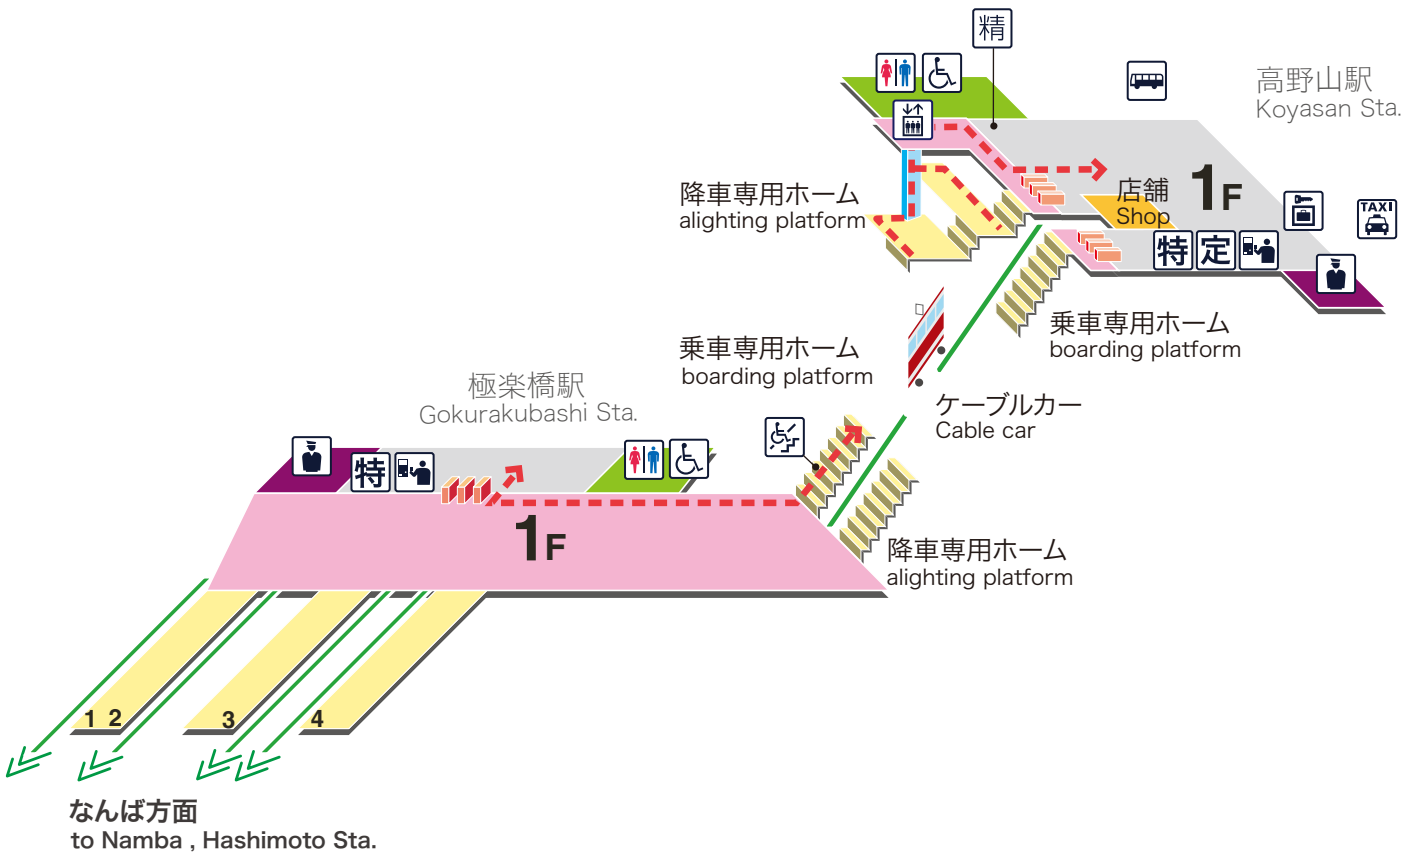 精
高野山駅
Koyasan Sta.
降車専用ホーム
alighting platform
店舗
Shop
1F
TAXI
特
定
乗車専用ホーム
boarding platform
乗車専用ホーム
boarding platform
ケーブルカー
Cable car
極楽橋駅
Gokurakubashi Sta.
特
1F
降車専用ホーム
alighting platform
1
2
3
4
なんば方面
to Namba , Hashimoto Sta.